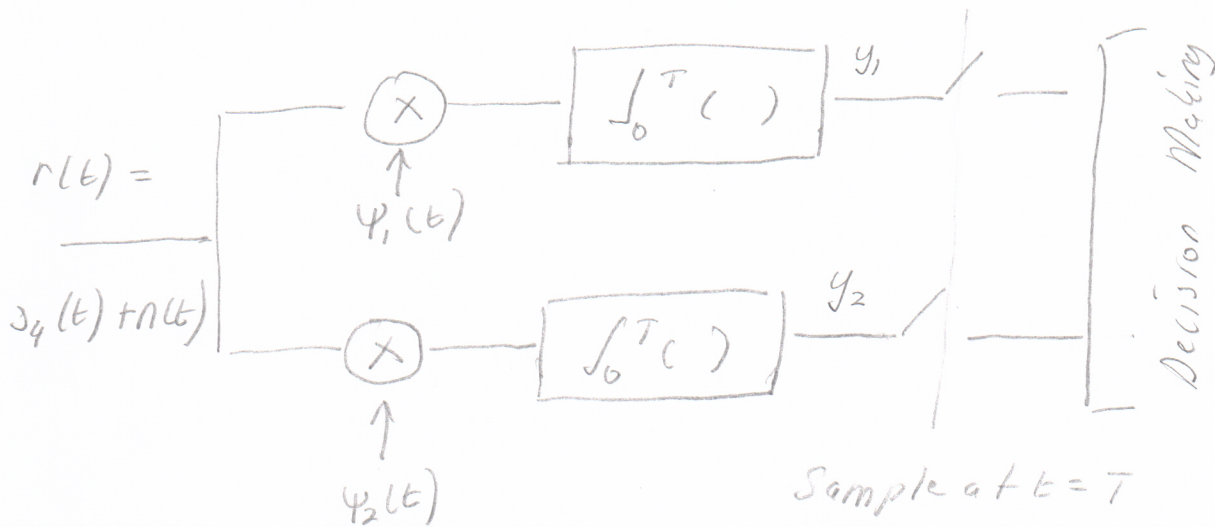 r(t) =
s₄(t) + n(t)
×
ψ₁(t)
∫₀ᵀ ( )
y₁
×
ψ₂(t)
∫₀ᵀ ( )
y₂
Sample at t = T
Decision Making